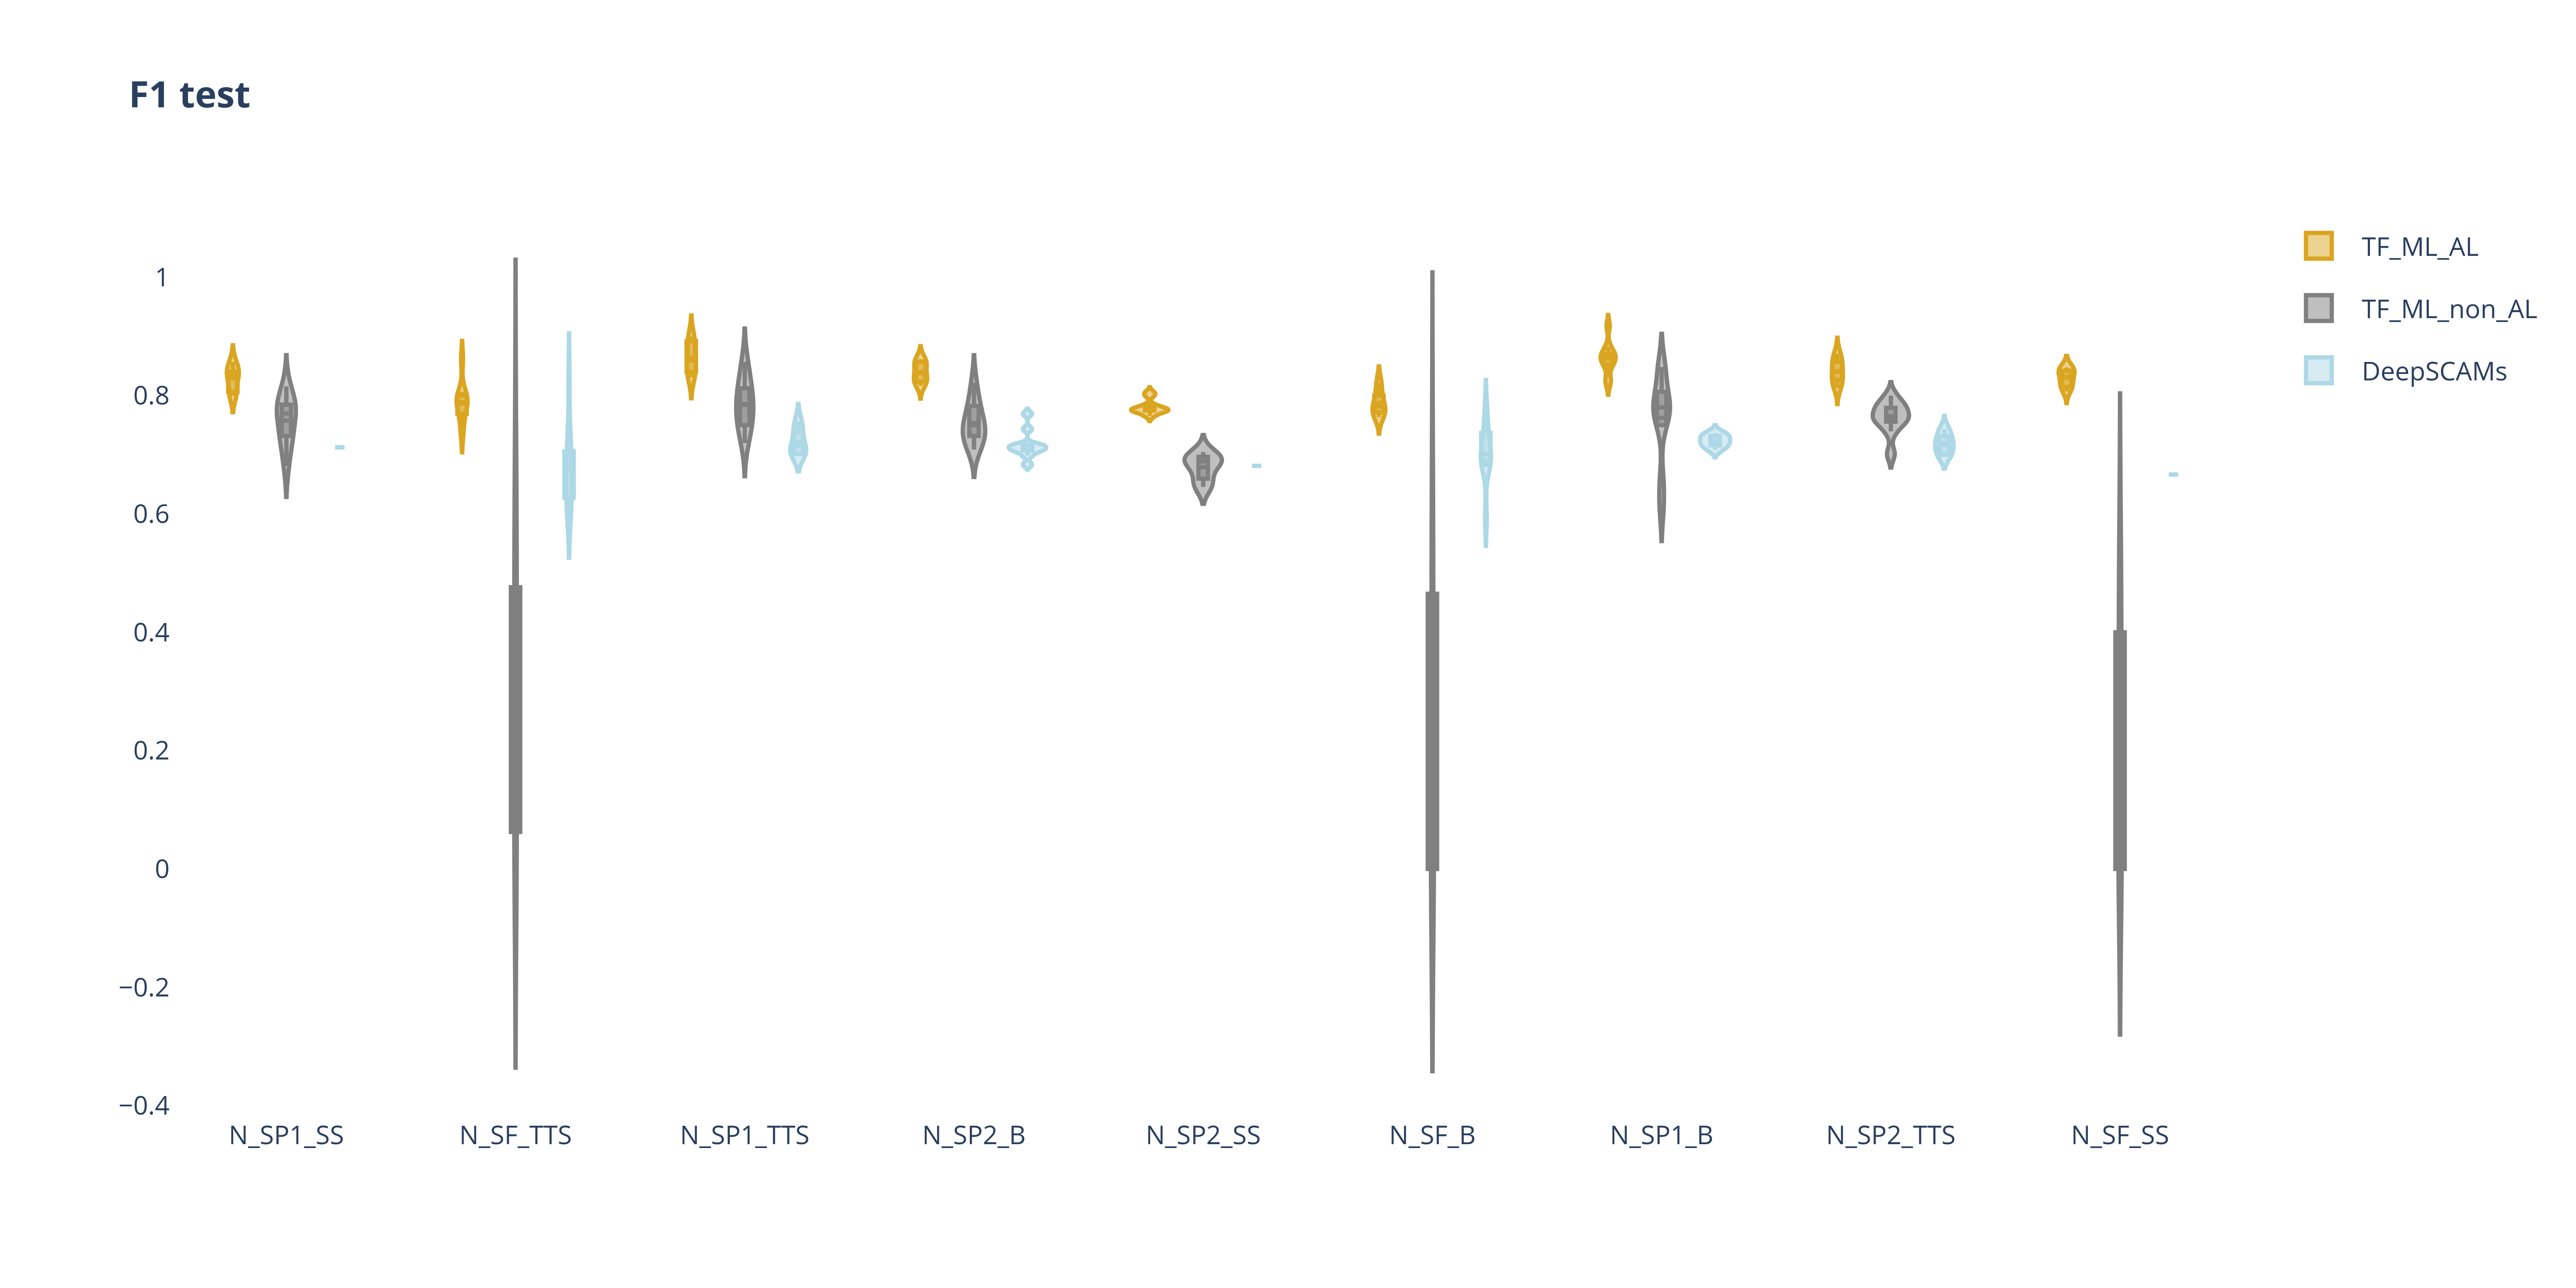 F1 test
TF_ML_AL
TF_ML_non_AL
DeepSCAMs
1
0.8
0.6
0.4
0.2
0
−0.2
−0.4
N_SP1_SS
N_SF_TTS
N_SP1_TTS
N_SP2_B
N_SP2_SS
N_SF_B
N_SP1_B
N_SP2_TTS
N_SF_SS